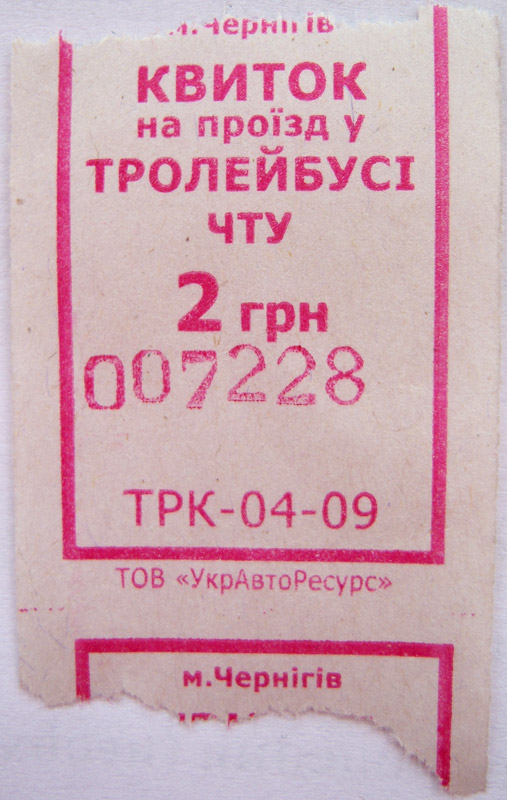 м.Чернігів
КВИТОК
на проїзд у
ТРОЛЕЙБУСІ
ЧТУ
2 грн
007228
ТРК-04-09
ТОВ «УкрАвтоРесурс»
м.Чернігів